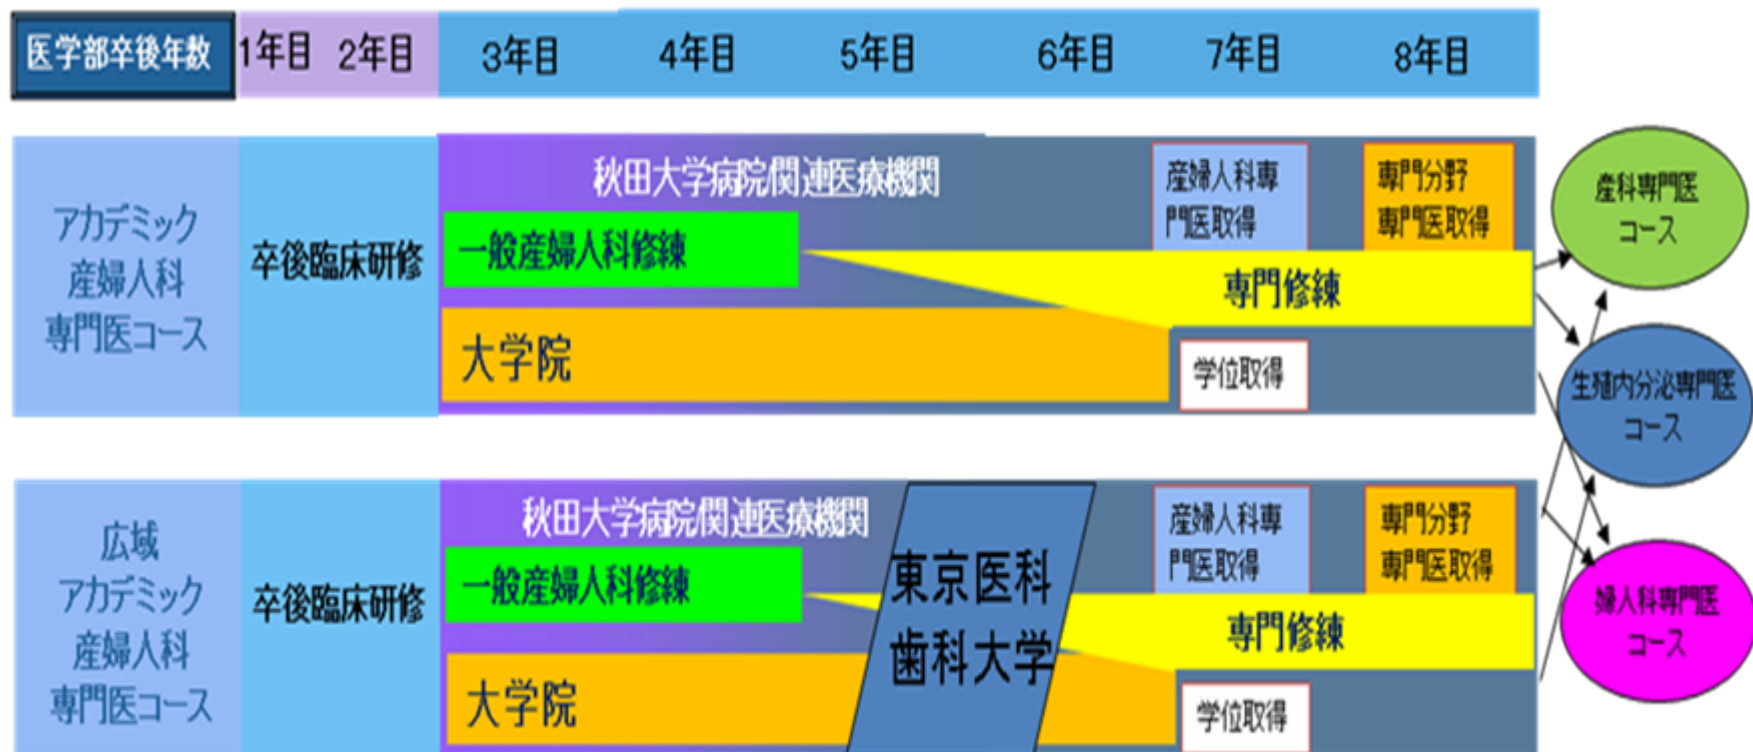 医学部卒後年数 1年目 2年目 3年目 4年目 5年目 6年目 7年目 8年目
アカデミック
産婦人科
専門医コース
卒後臨床研修
秋田大学病院/関連医療機関
一般産婦人科修練
大学院
産婦人科専
門医取得
専門分野
専門医取得
専門修練
学位取得
広域
アカデミック
産婦人科
専門医コース
卒後臨床研修
秋田大学病院/関連医療機関
一般産婦人科修練
大学院
東京医科
歯科大学
産婦人科専
門医取得
専門分野
専門医取得
専門修練
学位取得
産科専門医
コース
生殖内分泌専門医
コース
婦人科専門医
コース